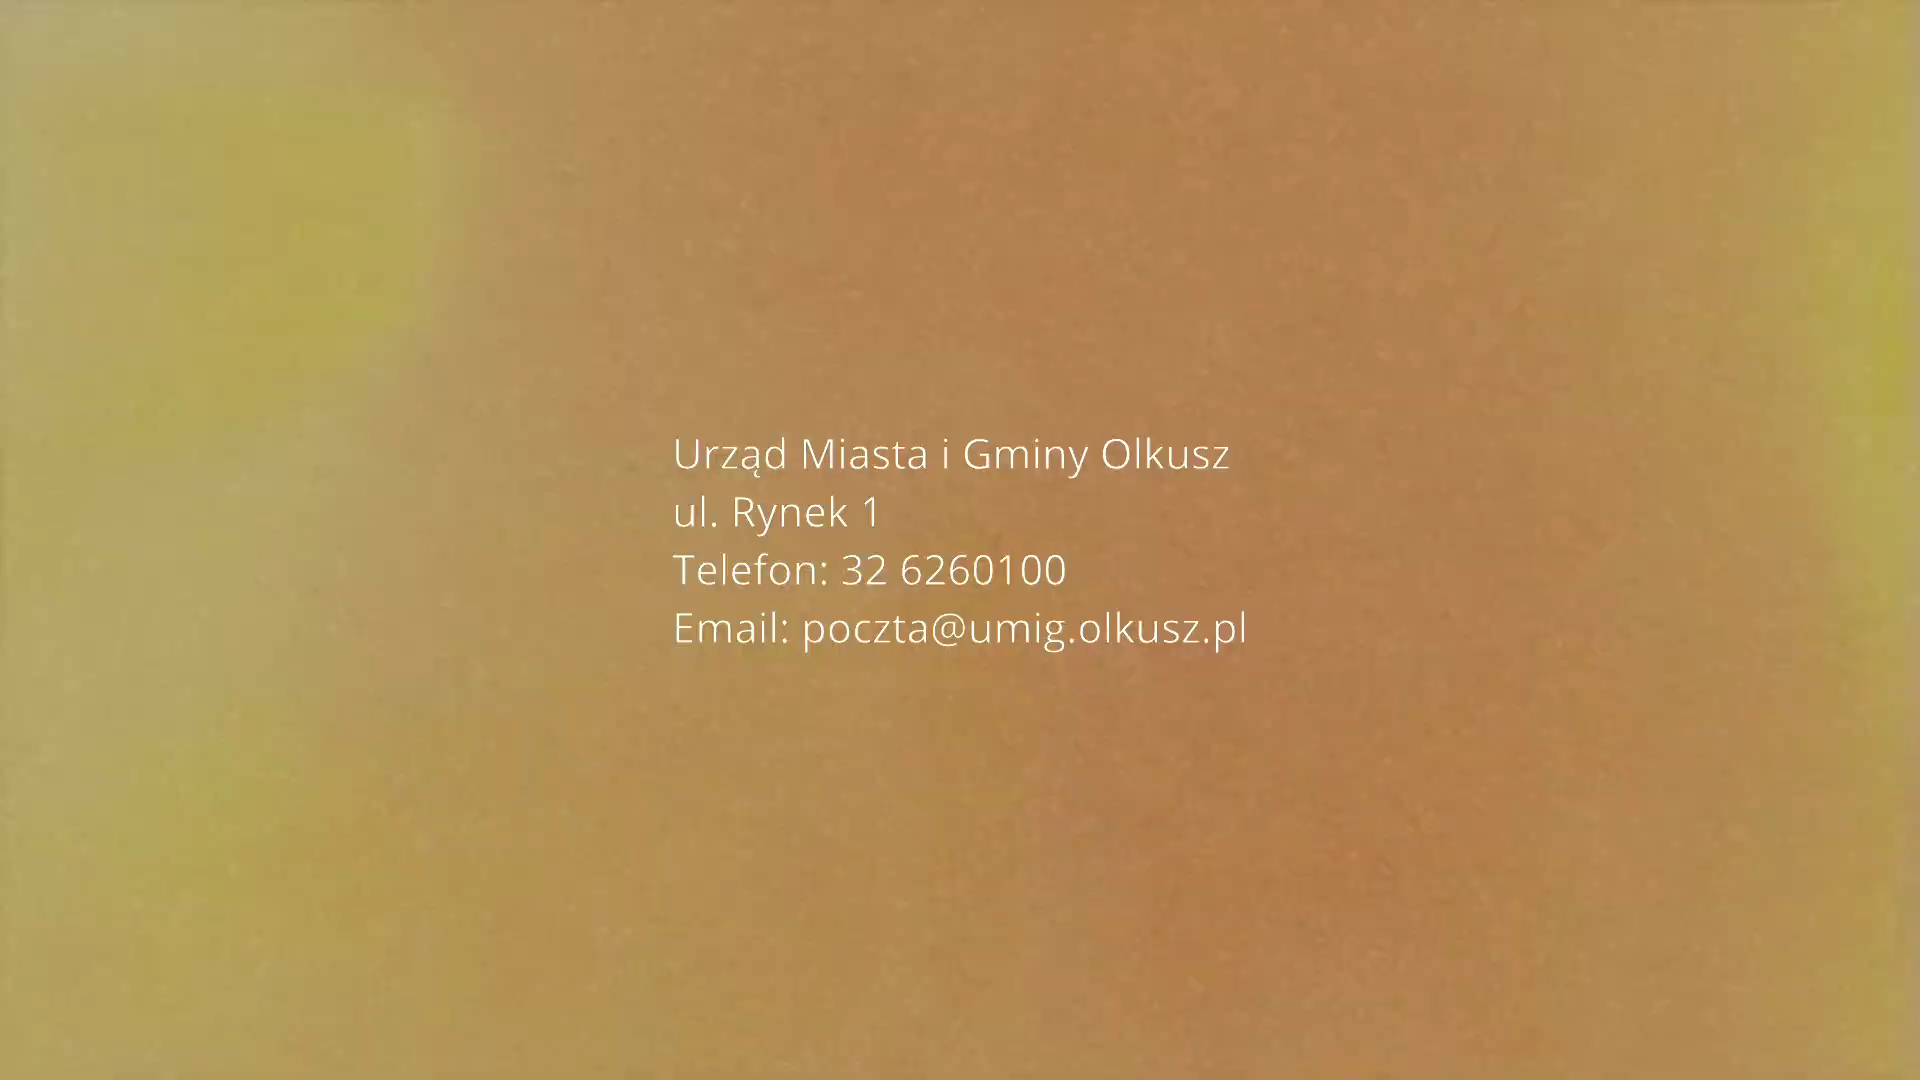 Urząd Miasta i Gminy Olkusz
ul. Rynek 1
Telefon: 32 6260100
Email: poczta@umig.olkusz.pl